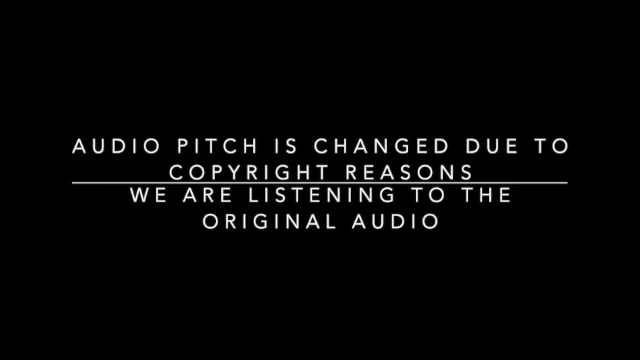 AUDIO PITCH IS CHANGED DUE TO
COPYRIGHT REASONS
WE ARE LISTENING TO THE
ORIGINAL AUDIO